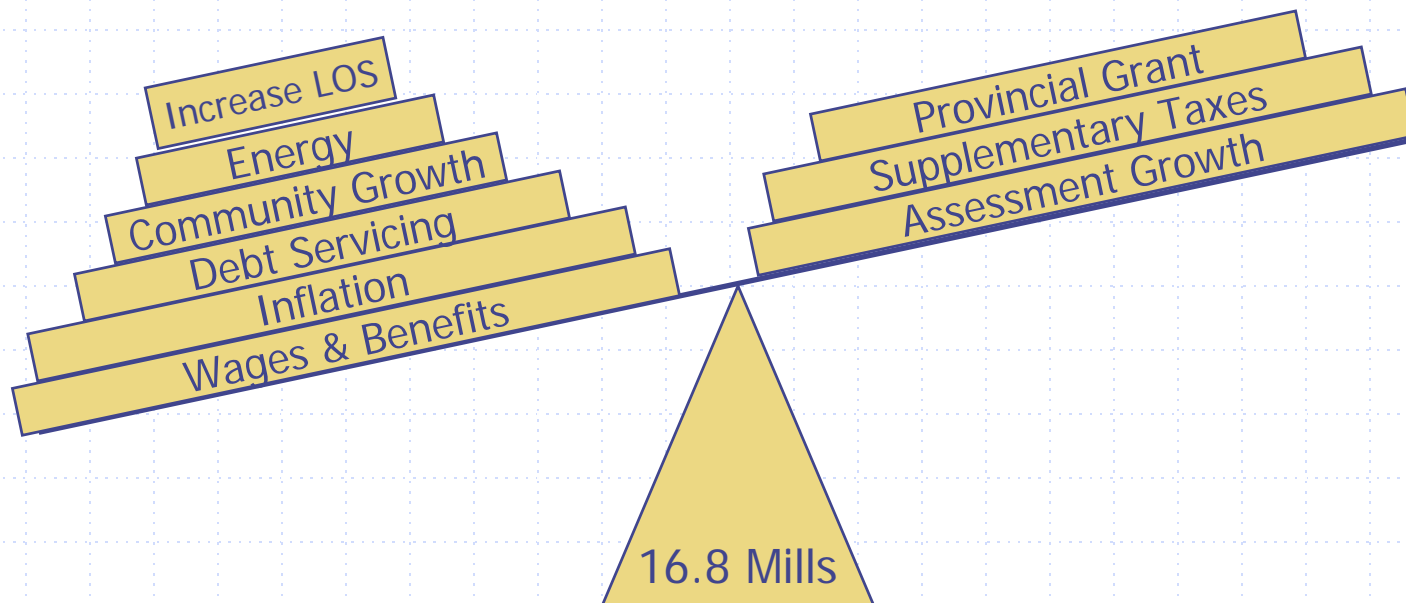 Increase LOS
Energy
Community Growth
Debt Servicing
Inflation
Wages & Benefits
Provincial Grant
Supplementary Taxes
Assessment Growth
16.8 Mills